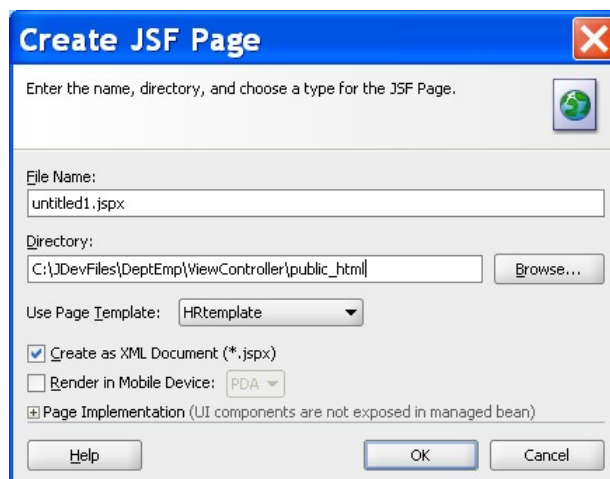 Create JSF Page
Enter the name, directory, and choose a type for the JSF Page.
File Name:
untitled1.jspx
Directory:
C:\JDevFiles\DeptEmp\ViewController\public_html
Browse...
Use Page Template: HRtemplate
Create as XML Document (*.jspx)
Render in Mobile Device: PDA
Page Implementation (UI components are not exposed in managed bean)
Help OK Cancel